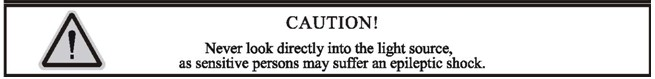 CAUTION!
Never look directly into the light source,
as sensitive persons may suffer an epileptic shock.